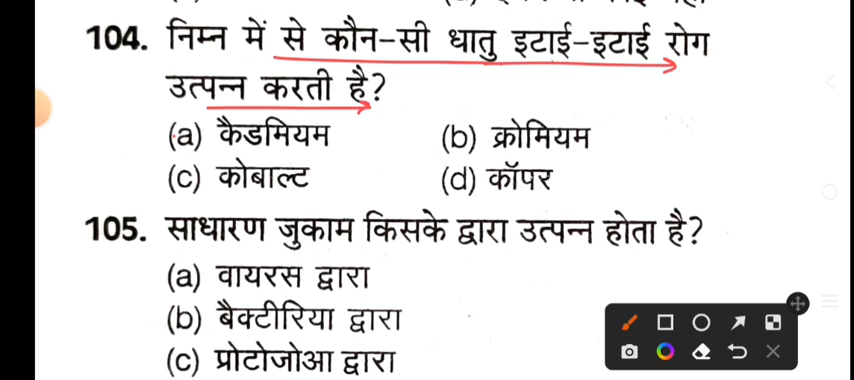 104. निम्न में से कौन-सी धातु इटाई-इटाई रोग
उत्पन्न करती है?
(a) कैडमियम (b) क्रोमियम
(c) कोबाल्ट (d) कॉपर
105. साधारण जुकाम किसके द्वारा उत्पन्न होता है?
(a) वायरस द्वारा
(b) बैक्टीरिया द्वारा
(c) प्रोटोजोआ द्वारा